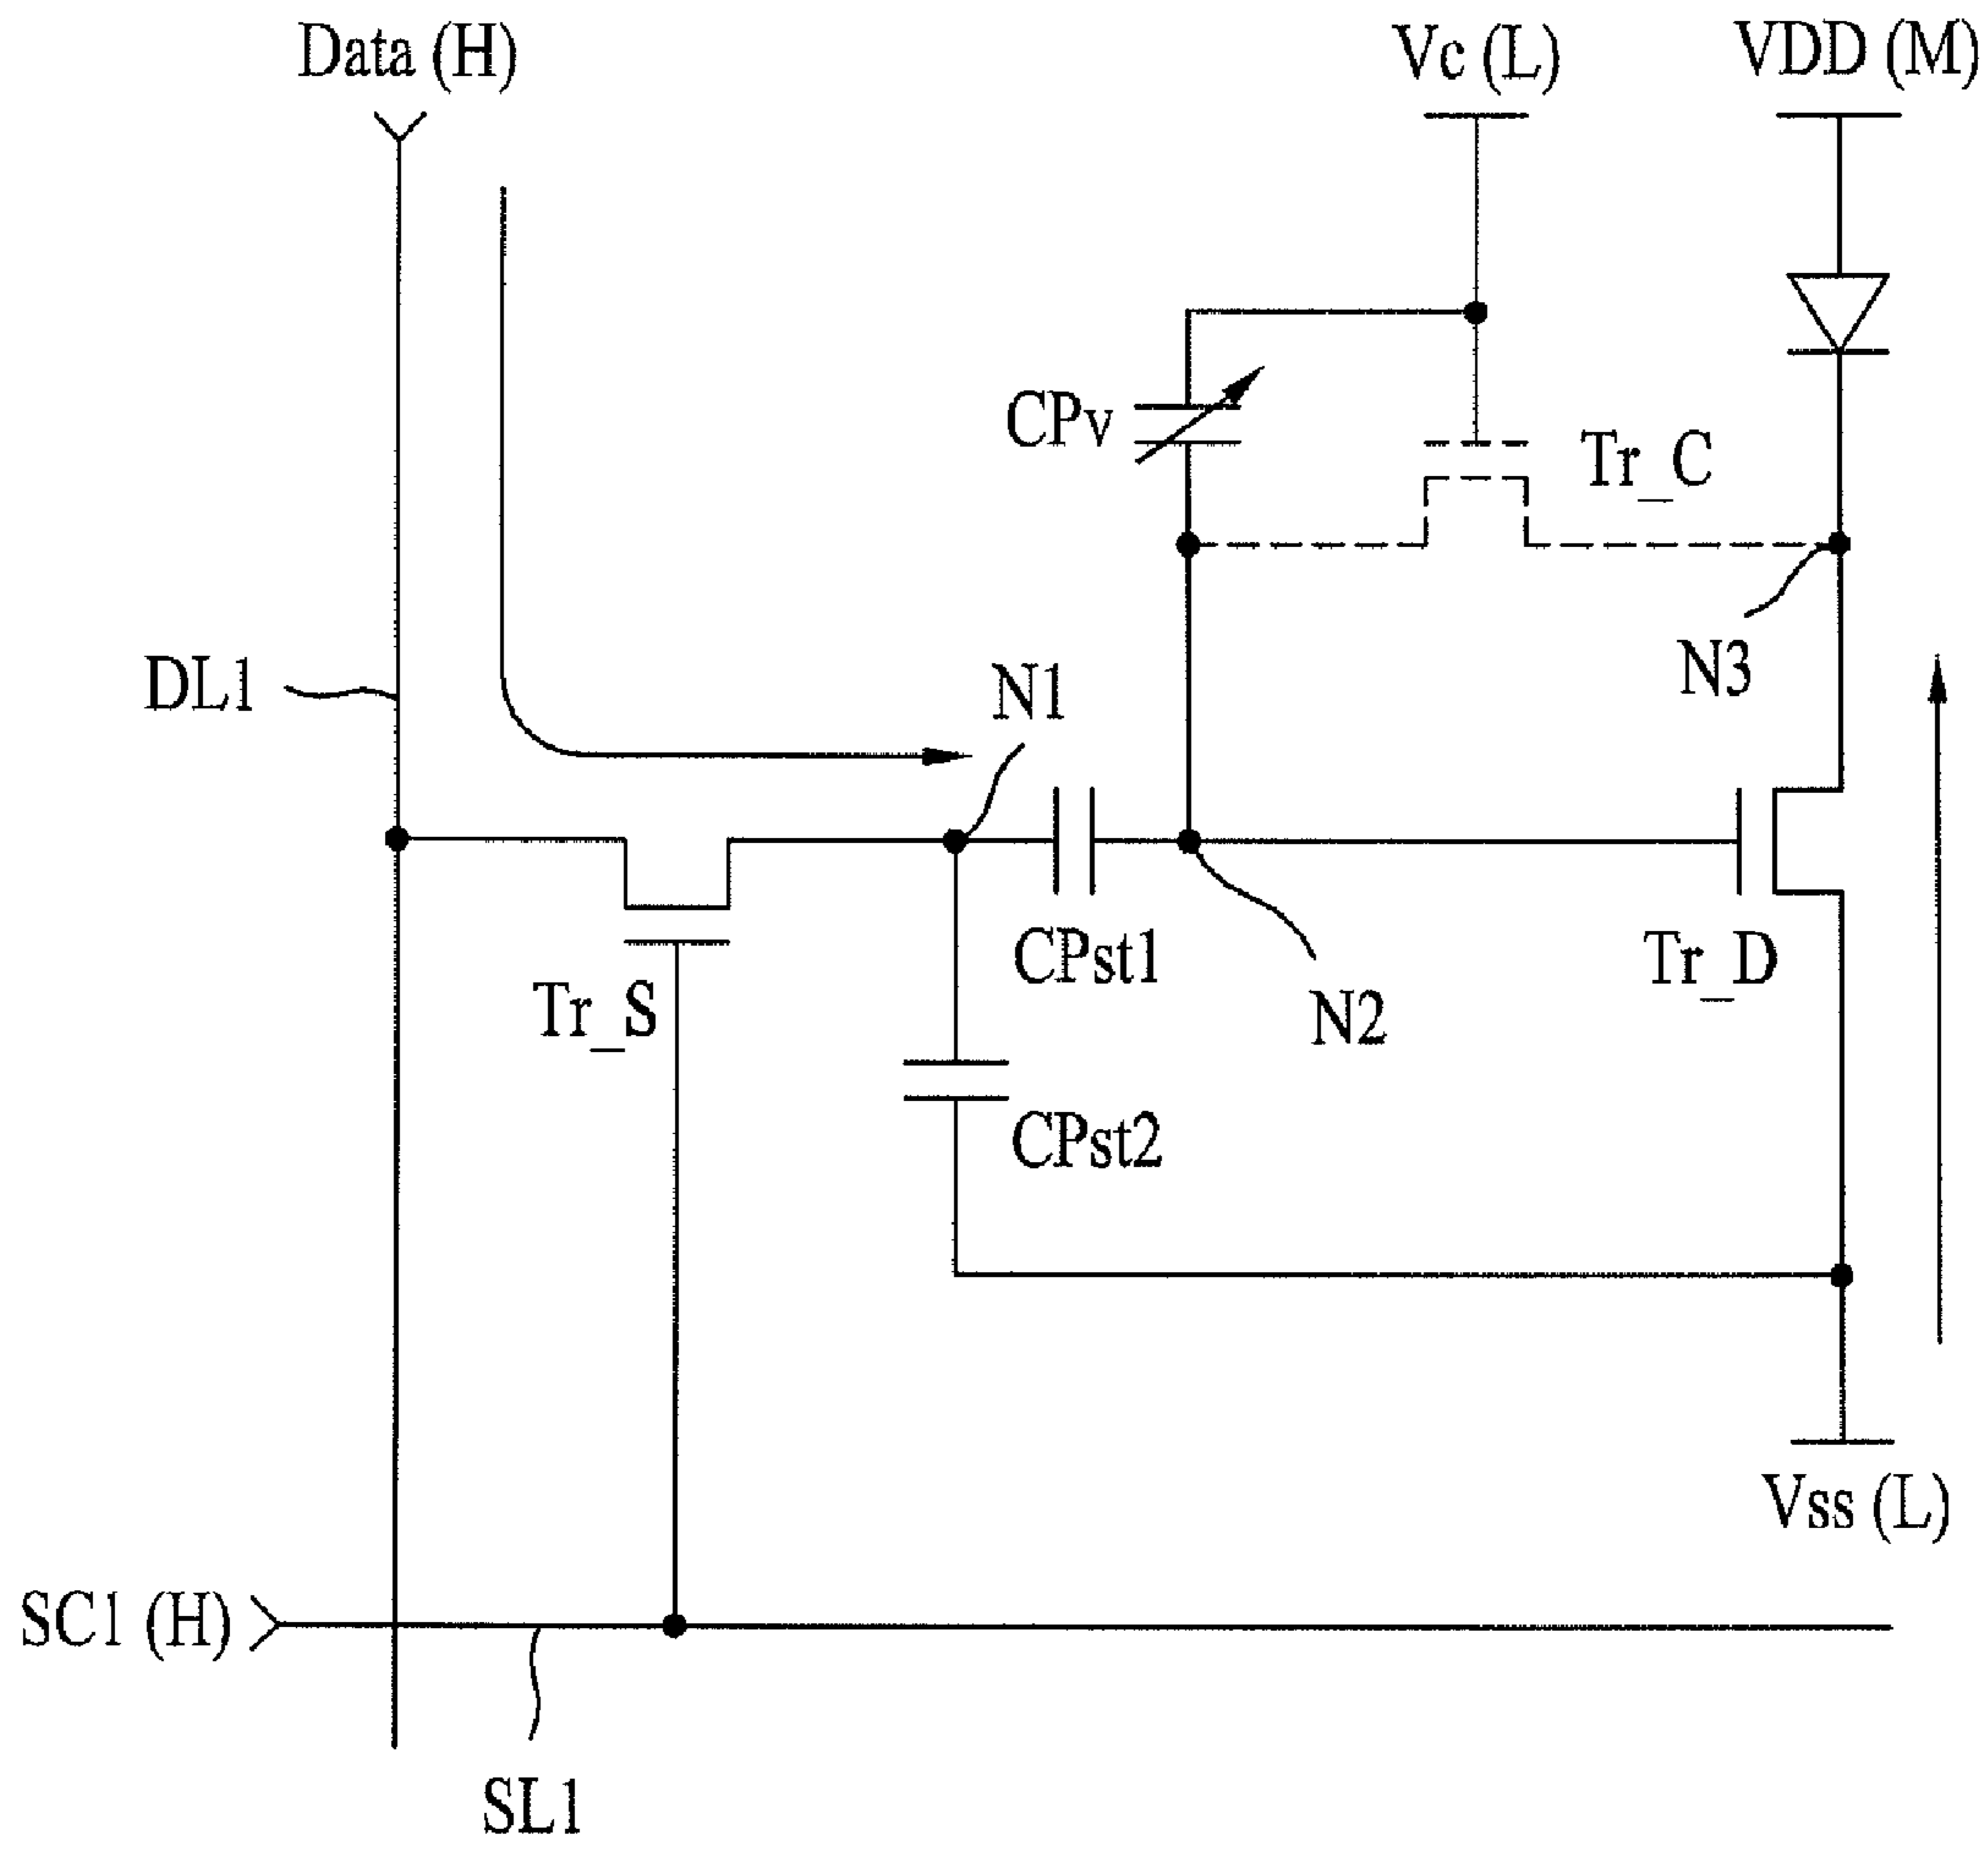 Data (H)
Vc (L)
VDD (M)
CPv
Tr_C
DL1
N1
N3
CPst1
Tr_D
Tr_S
N2
CPst2
Vss (L)
SC1 (H)
SL1